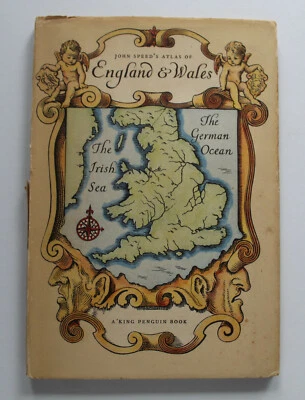 JOHN SPEED'S ATLAS OF
England & Wales
The
German
Ocean
The
Irish
Sea
A KING PENGUIN BOOK